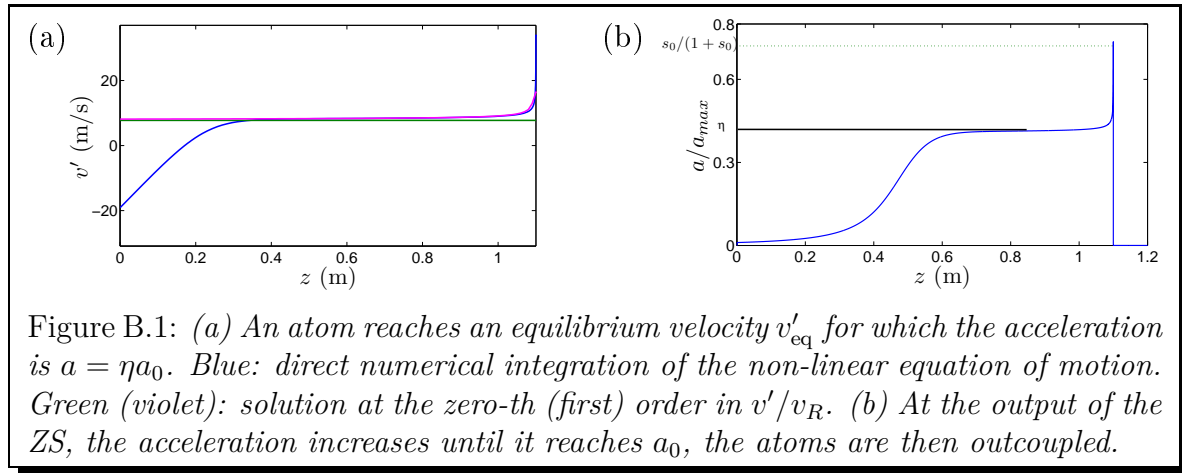 (a)
(b)
20
0
−20
v′ (m/s)
0 0.2 0.4 0.6 0.8 1
z (m)
0.8
0.6
0.3
0
s₀/(1 + s₀)
η
a/a_max
0 0.2 0.4 0.6 0.8 1 1.2
z (m)
Figure B.1: (a) An atom reaches an equilibrium velocity v′_eq for which the acceleration
is a = ηa₀. Blue: direct numerical integration of the non-linear equation of motion.
Green (violet): solution at the zero-th (first) order in v′/v_R. (b) At the output of the
ZS, the acceleration increases until it reaches a₀, the atoms are then outcoupled.